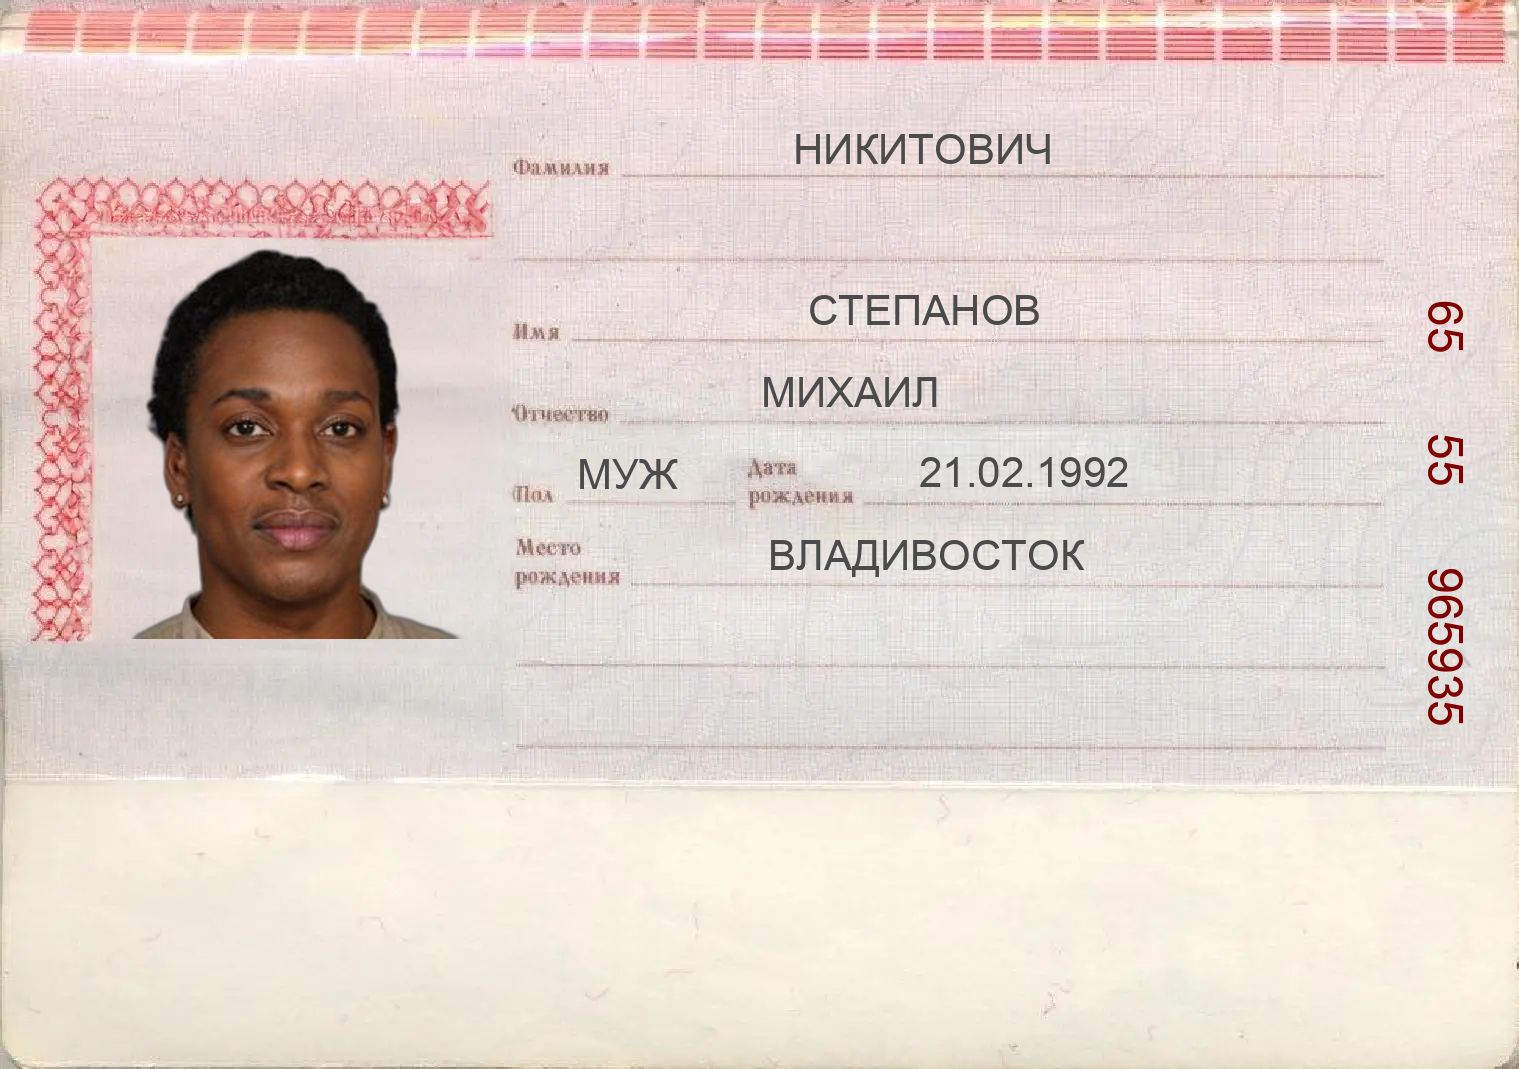 Фамилия НИКИТОВИЧ
Имя СТЕПАНОВ
Отчество МИХАИЛ
Пол МУЖ Дата рождения 21.02.1992
Место рождения ВЛАДИВОСТОК
65 55 965935